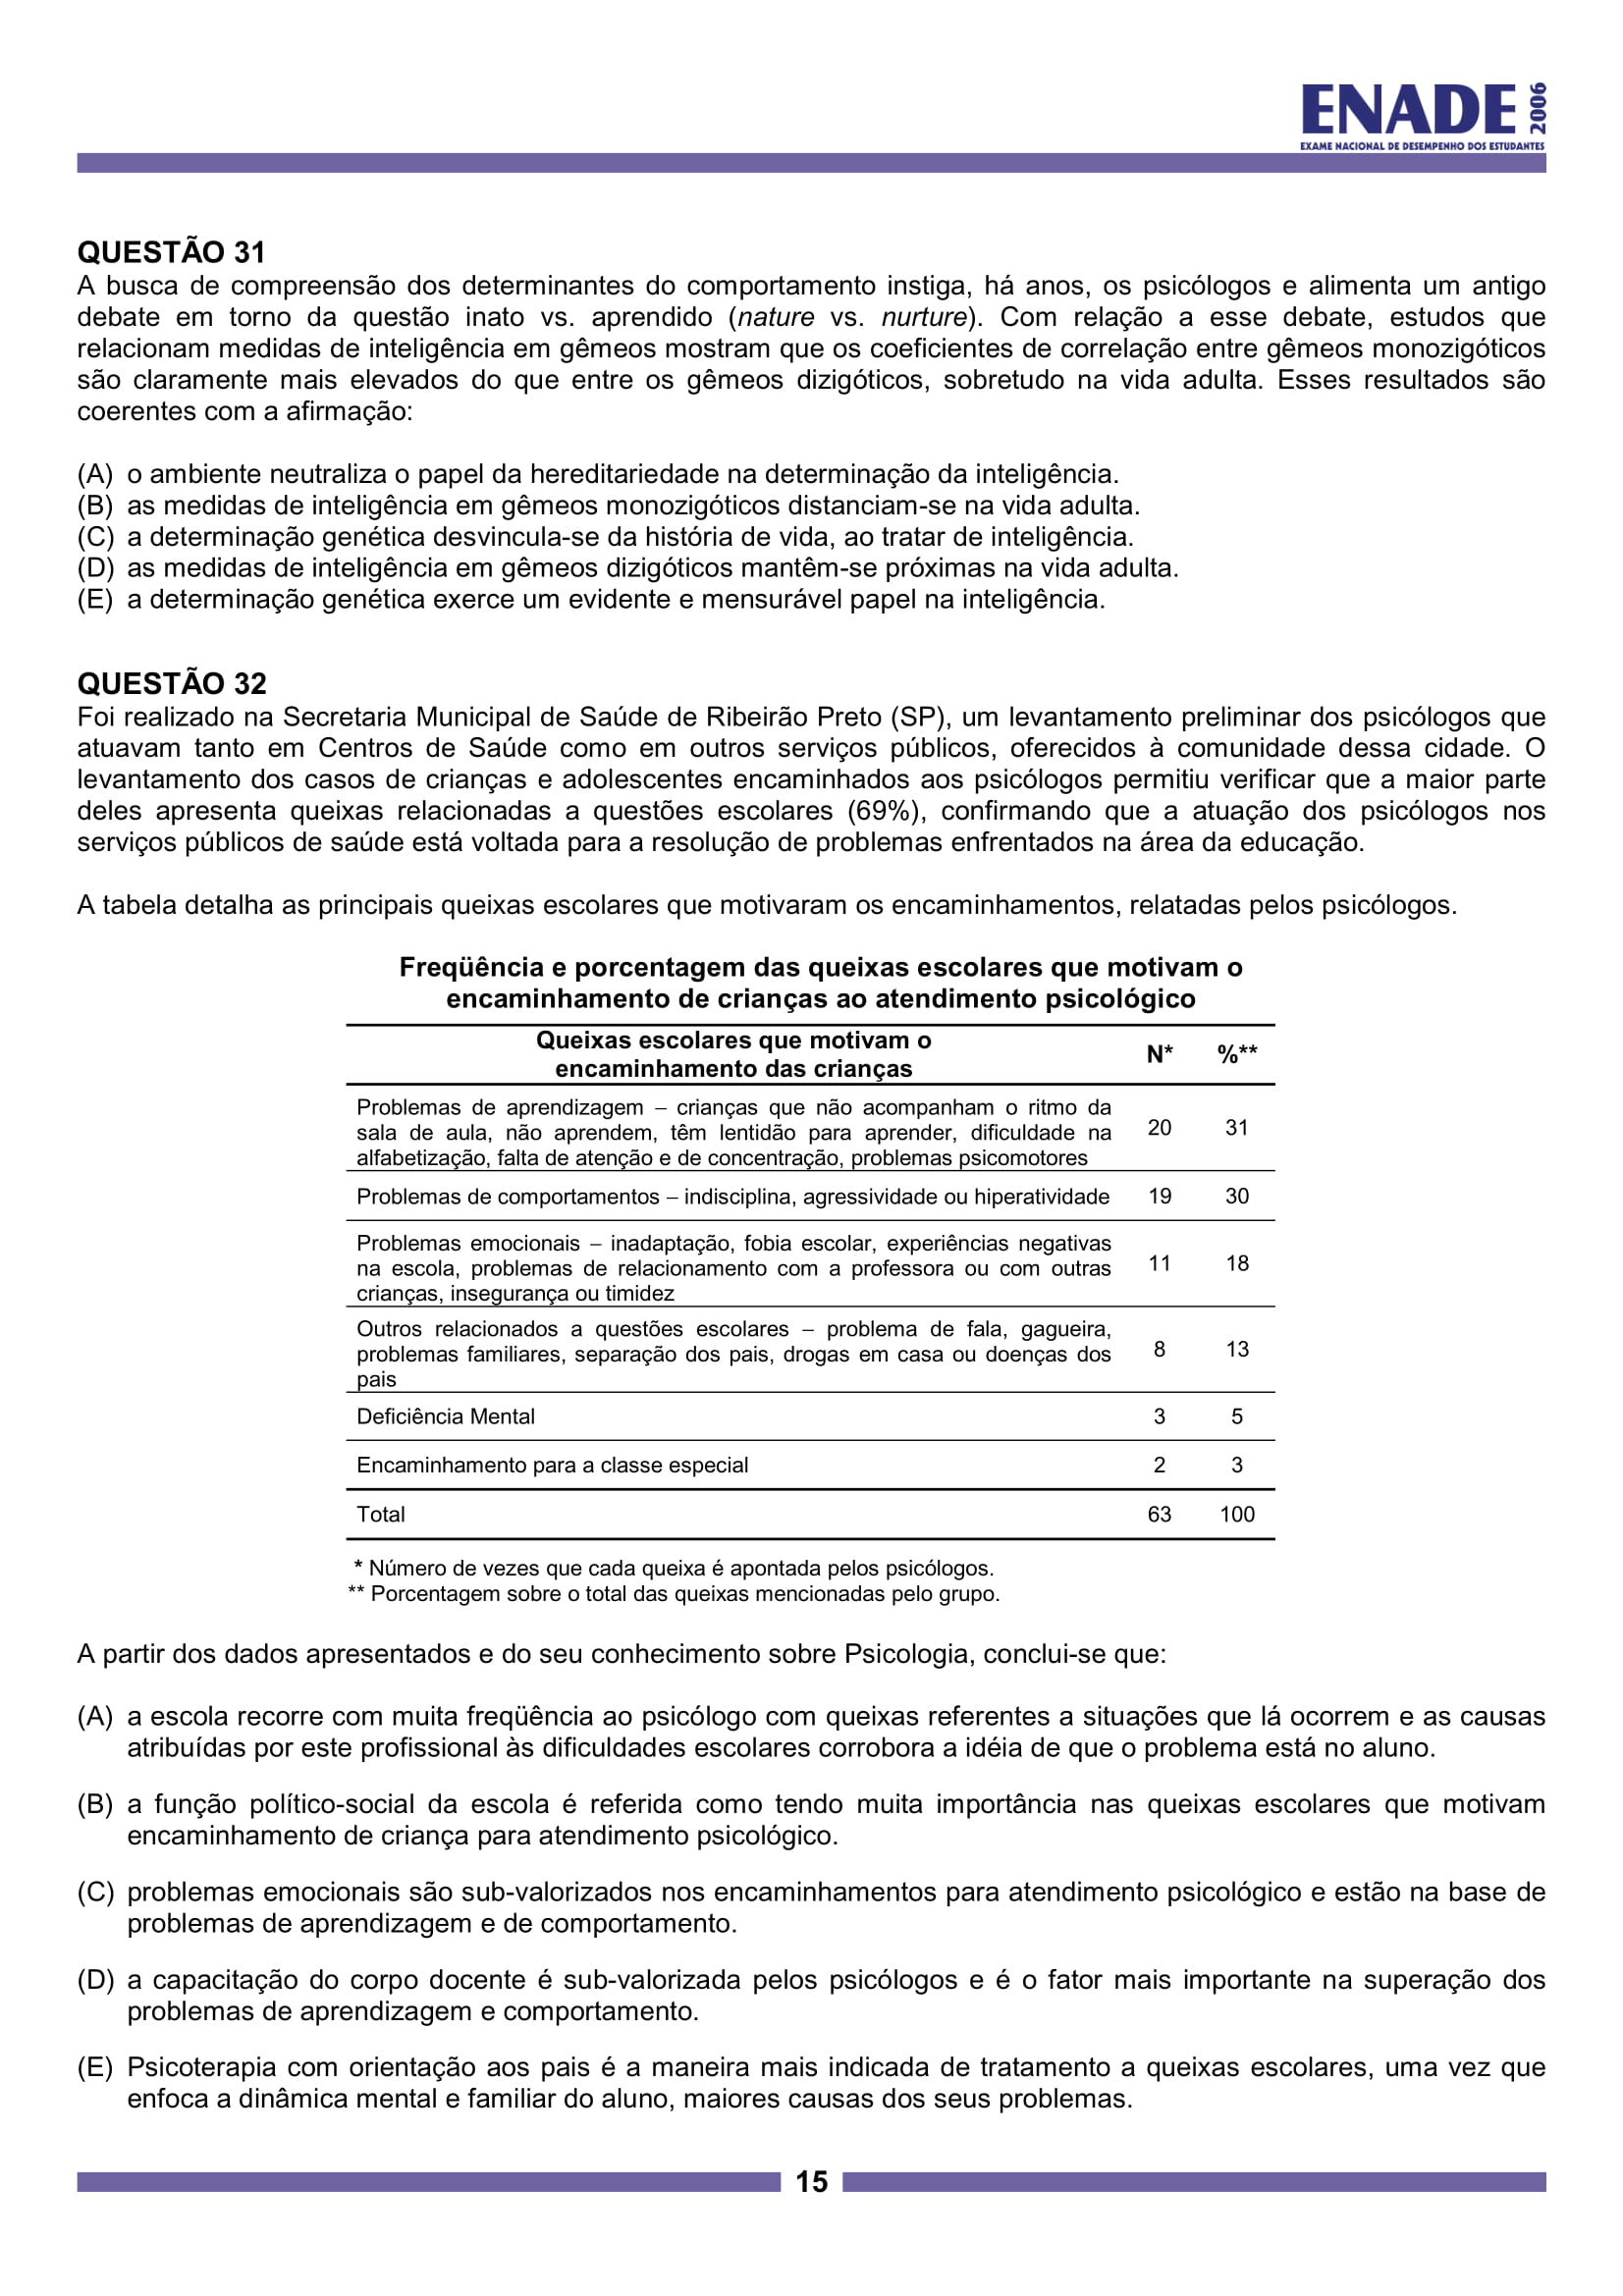 ENADE 2006
EXAME NACIONAL DE DESEMPENHO DOS ESTUDANTES
QUESTÃO 31
A busca de compreensão dos determinantes do comportamento instiga, há anos, os psicólogos e alimenta um antigo
debate em torno da questão inato vs. aprendido (nature vs. nurture). Com relação a esse debate, estudos que
relacionam medidas de inteligência em gêmeos mostram que os coeficientes de correlação entre gêmeos monozigóticos
são claramente mais elevados do que entre os gêmeos dizigóticos, sobretudo na vida adulta. Esses resultados são
coerentes com a afirmação:
(A) o ambiente neutraliza o papel da hereditariedade na determinação da inteligência.
(B) as medidas de inteligência em gêmeos monozigóticos distanciam-se na vida adulta.
(C) a determinação genética desvincula-se da história de vida, ao tratar de inteligência.
(D) as medidas de inteligência em gêmeos dizigóticos mantêm-se próximas na vida adulta.
(E) a determinação genética exerce um evidente e mensurável papel na inteligência.
QUESTÃO 32
Foi realizado na Secretaria Municipal de Saúde de Ribeirão Preto (SP), um levantamento preliminar dos psicólogos que
atuavam tanto em Centros de Saúde como em outros serviços públicos, oferecidos à comunidade dessa cidade. O
levantamento dos casos de crianças e adolescentes encaminhados aos psicólogos permitiu verificar que a maior parte
deles apresenta queixas relacionadas a questões escolares (69%), confirmando que a atuação dos psicólogos nos
serviços públicos de saúde está voltada para a resolução de problemas enfrentados na área da educação.
A tabela detalha as principais queixas escolares que motivaram os encaminhamentos, relatadas pelos psicólogos.
Freqüência e porcentagem das queixas escolares que motivam o
encaminhamento de crianças ao atendimento psicológico
Queixas escolares que motivam o
encaminhamento das crianças N* %**
Problemas de aprendizagem – crianças que não acompanham o ritmo da
sala de aula, não aprendem, têm lentidão para aprender, dificuldade na 20 31
alfabetização, falta de atenção e de concentração, problemas psicomotores
Problemas de comportamentos – indisciplina, agressividade ou hiperatividade 19 30
Problemas emocionais – inadaptação, fobia escolar, experiências negativas
na escola, problemas de relacionamento com a professora ou com outras 11 18
crianças, insegurança ou timidez
Outros relacionados a questões escolares – problema de fala, gagueira,
problemas familiares, separação dos pais, drogas em casa ou doenças dos 8 13
pais
Deficiência Mental 3 5
Encaminhamento para a classe especial 2 3
Total 63 100
* Número de vezes que cada queixa é apontada pelos psicólogos.
** Porcentagem sobre o total das queixas mencionadas pelo grupo.
A partir dos dados apresentados e do seu conhecimento sobre Psicologia, conclui-se que:
(A) a escola recorre com muita freqüência ao psicólogo com queixas referentes a situações que lá ocorrem e as causas
atribuídas por este profissional às dificuldades escolares corrobora a idéia de que o problema está no aluno.
(B) a função político-social da escola é referida como tendo muita importância nas queixas escolares que motivam
encaminhamento de criança para atendimento psicológico.
(C) problemas emocionais são sub-valorizados nos encaminhamentos para atendimento psicológico e estão na base de
problemas de aprendizagem e de comportamento.
(D) a capacitação do corpo docente é sub-valorizada pelos psicólogos e é o fator mais importante na superação dos
problemas de aprendizagem e comportamento.
(E) Psicoterapia com orientação aos pais é a maneira mais indicada de tratamento a queixas escolares, uma vez que
enfoca a dinâmica mental e familiar do aluno, maiores causas dos seus problemas.
15